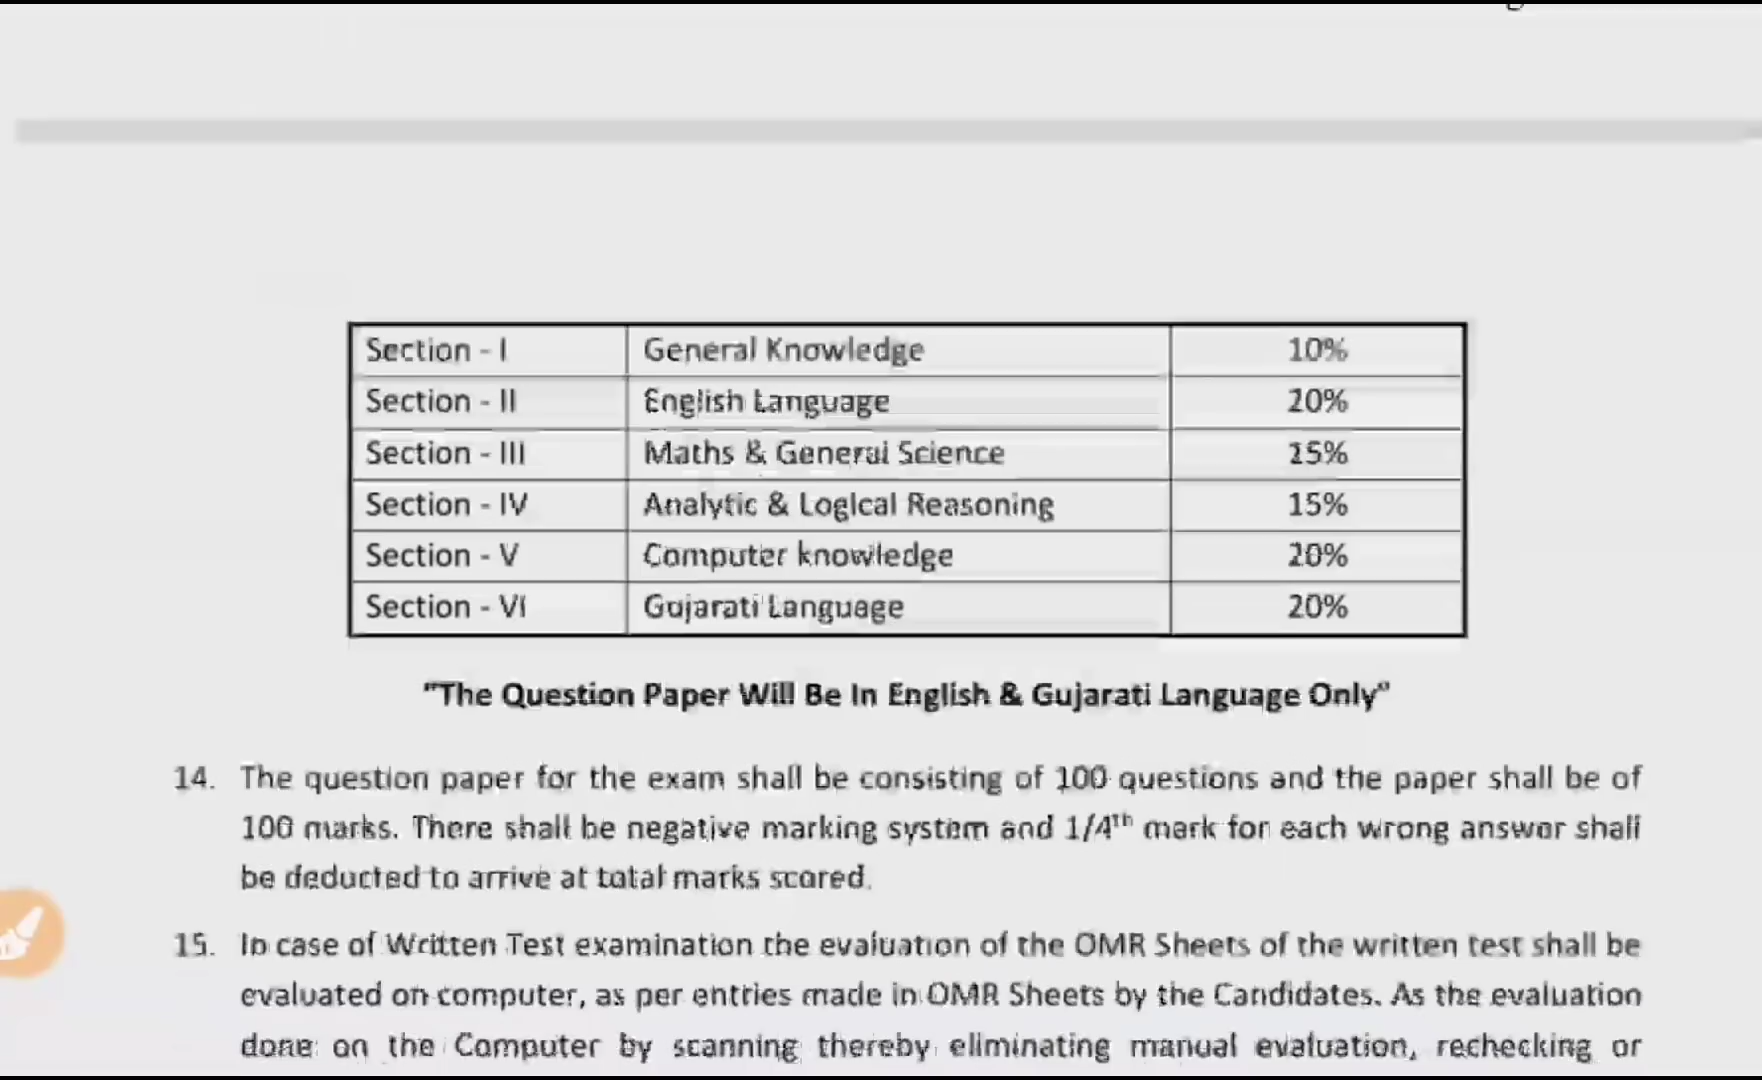 Section - I General Knowledge 10%
Section - II English Language 20%
Section - III Maths & General Science 15%
Section - IV Analytic & Logical Reasoning 15%
Section - V Computer knowledge 20%
Section - VI Gujarati Language 20%
"The Question Paper Will Be In English & Gujarati Language Only"
14. The question paper for the exam shall be consisting of 100 questions and the paper shall be of
100 marks. There shall be negative marking system and 1/4th mark for each wrong answer shall
be deducted to arrive at total marks scored.
15. In case of Written Test examination the evaluation of the OMR Sheets of the written test shall be
evaluated on computer, as per entries made in OMR Sheets by the Candidates. As the evaluation
done on the Computer by scanning thereby eliminating manual evaluation, rechecking or